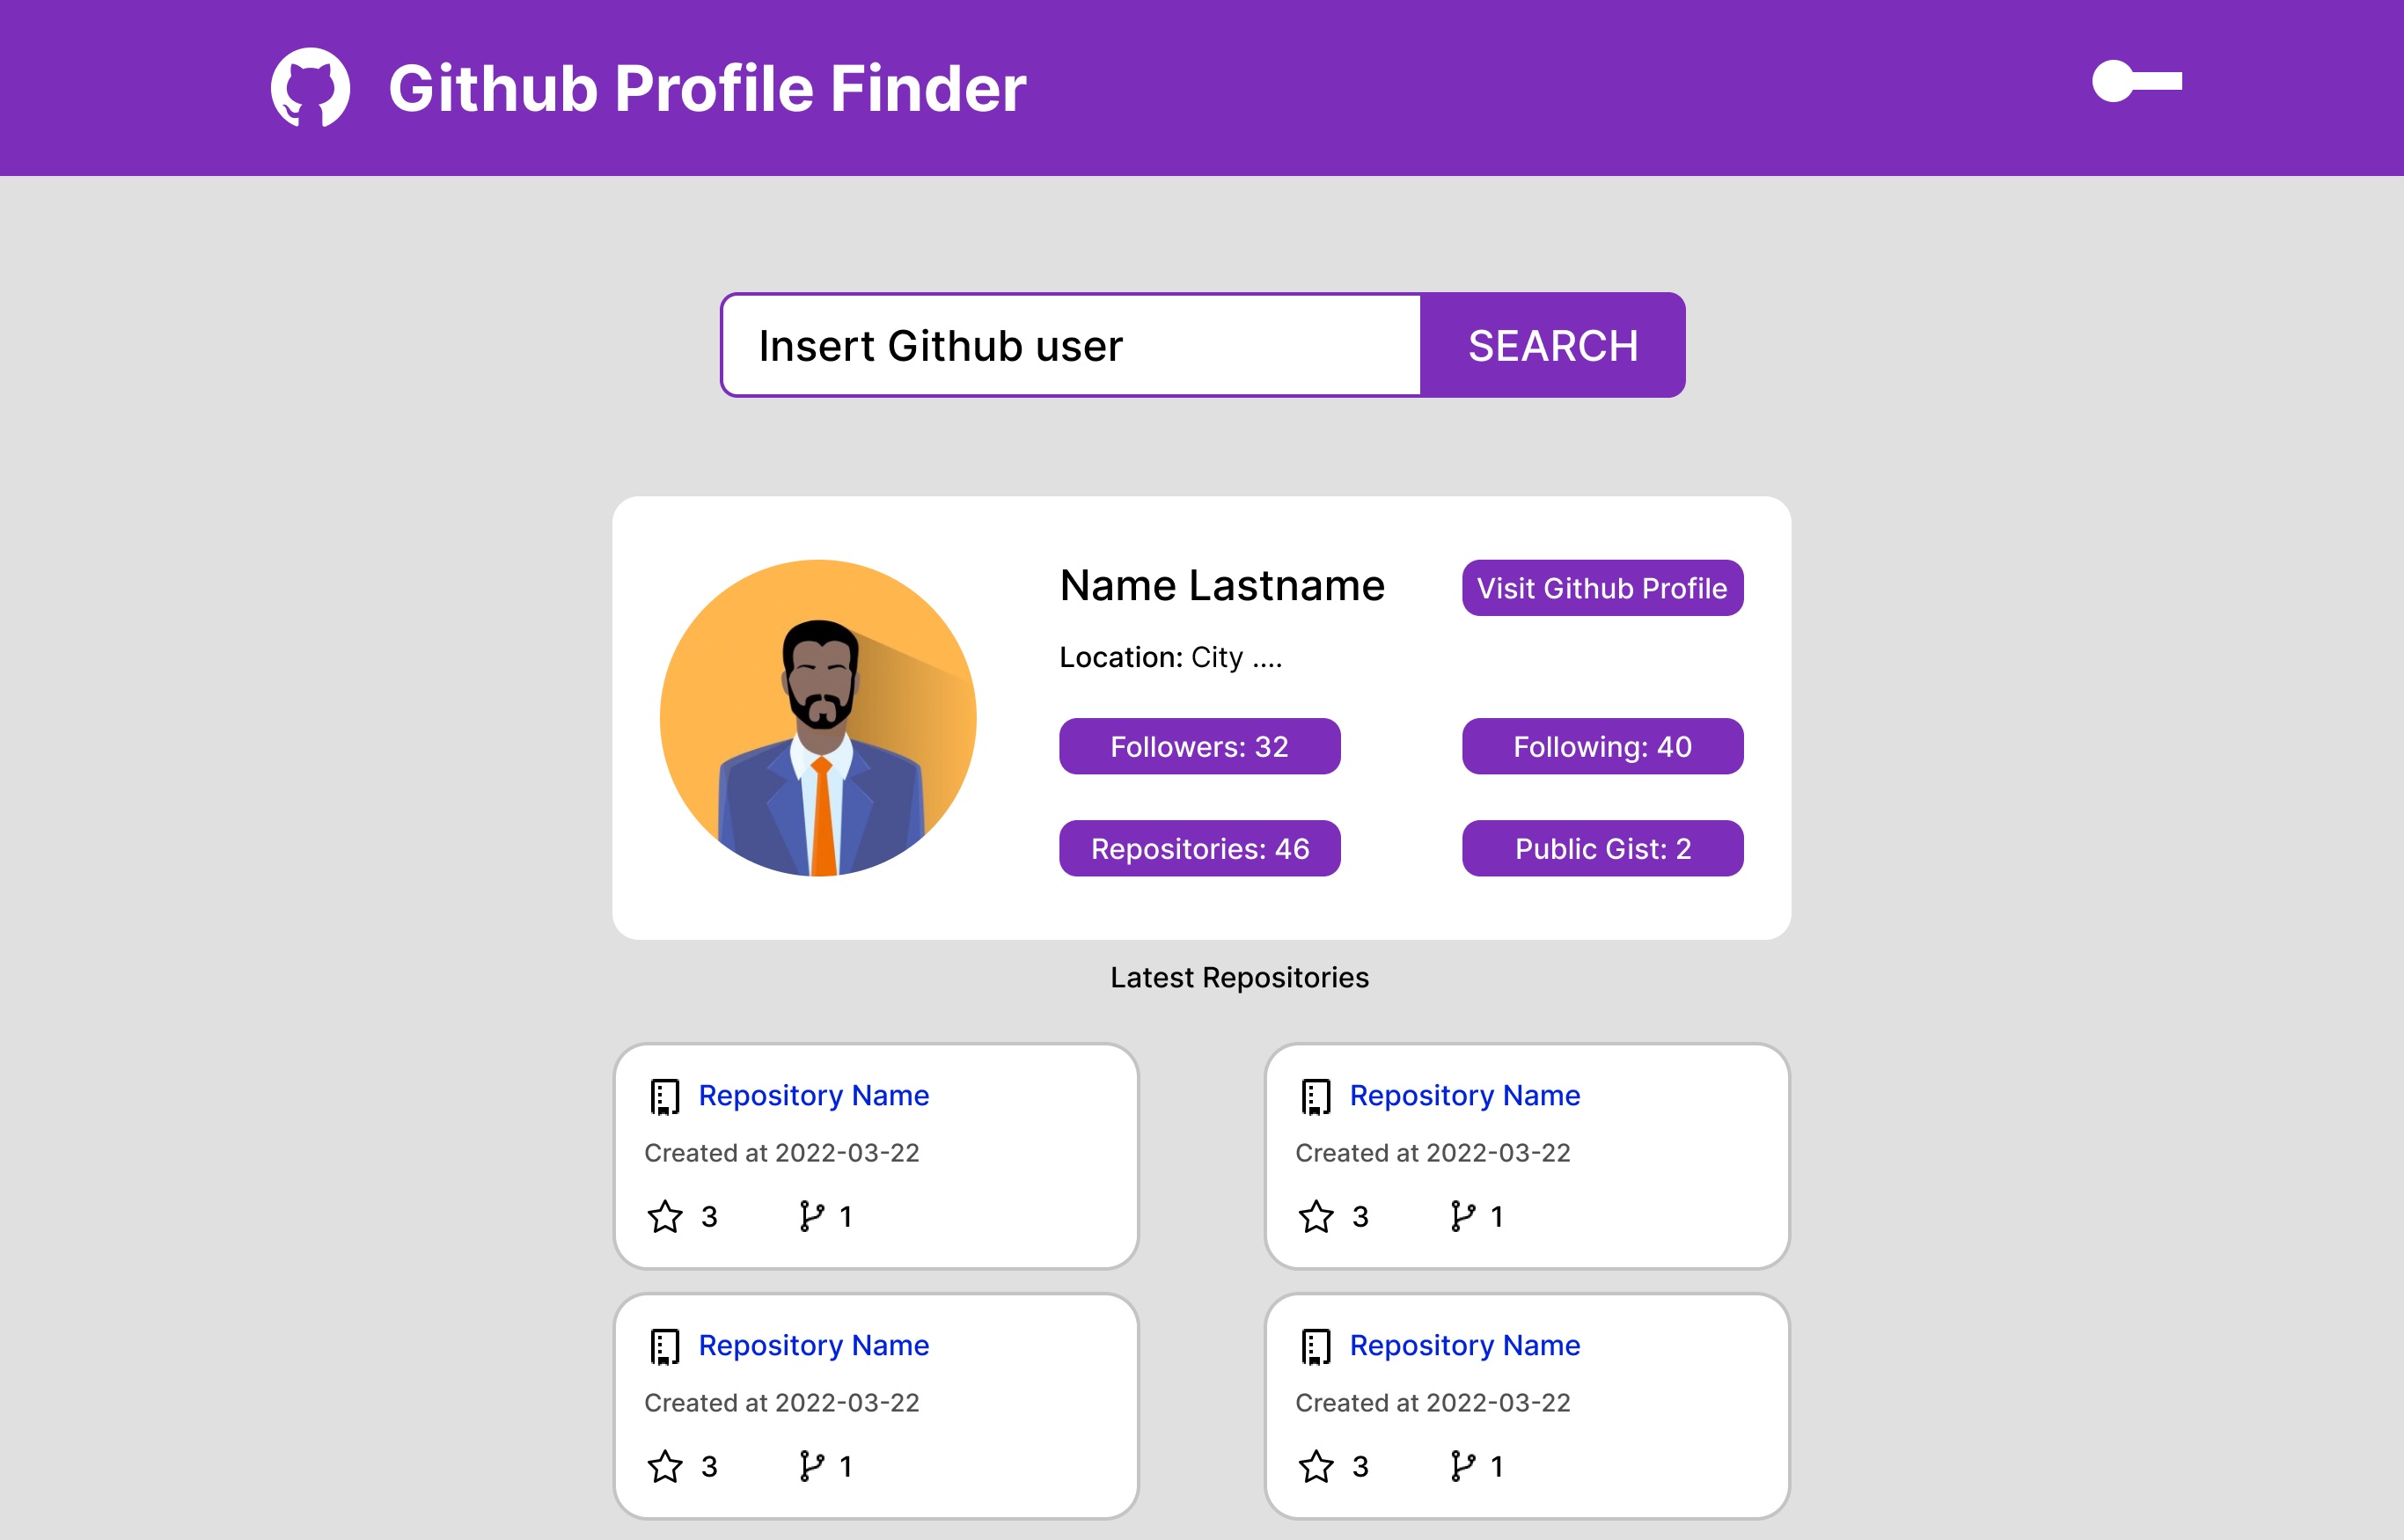 Github Profile Finder
Insert Github user
SEARCH
Name Lastname
Visit Github Profile
Location: City ....
Followers: 32
Following: 40
Repositories: 46
Public Gist: 2
Latest Repositories
Repository Name
Created at 2022-03-22
3
1
Repository Name
Created at 2022-03-22
3
1
Repository Name
Created at 2022-03-22
3
1
Repository Name
Created at 2022-03-22
3
1